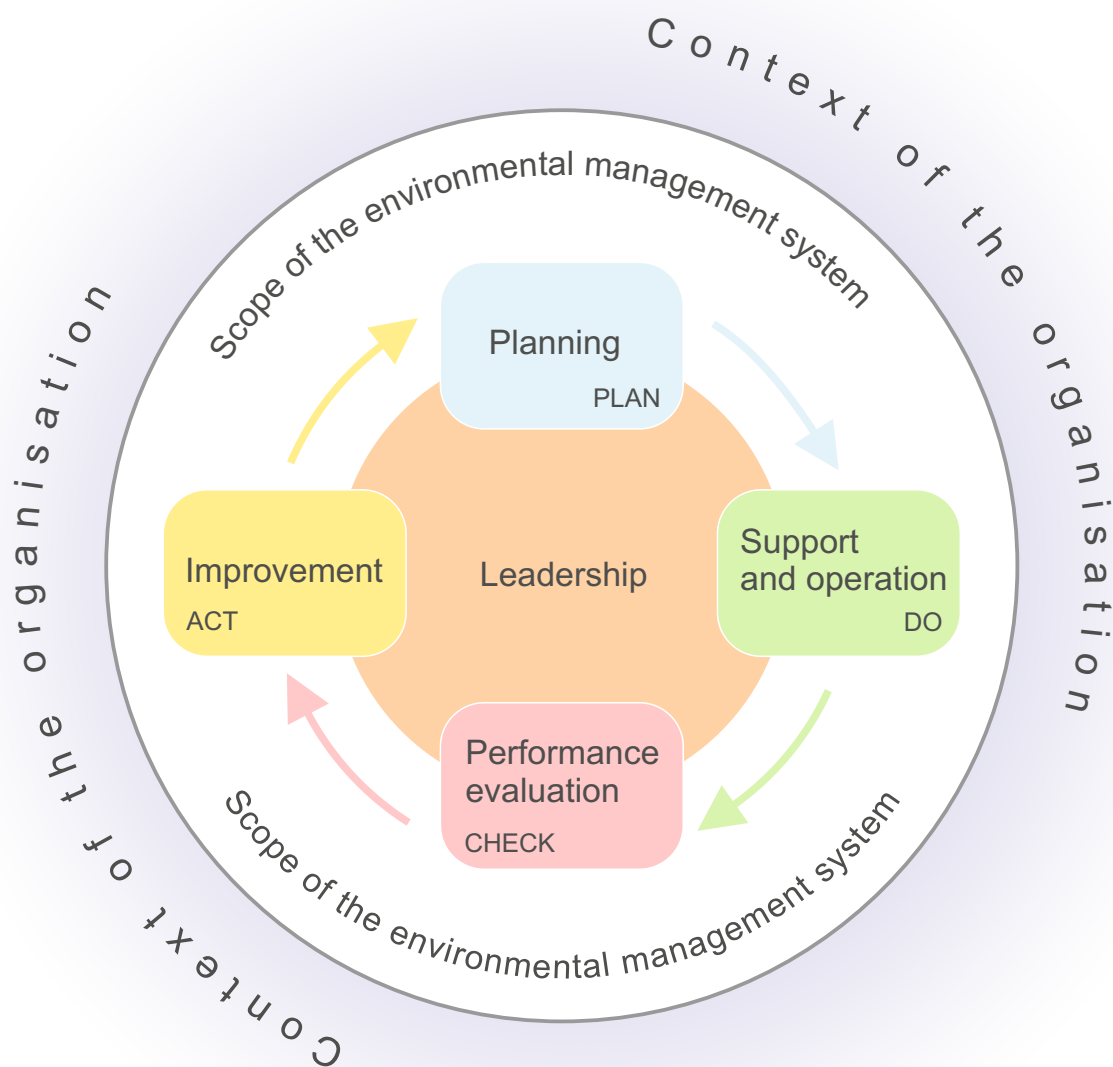 Context of the organisation
Scope of the environmental management system
Planning
PLAN
Support
and operation
DO
Leadership
Improvement
ACT
Performance
evaluation
CHECK
Scope of the environmental management system
Context of the organisation